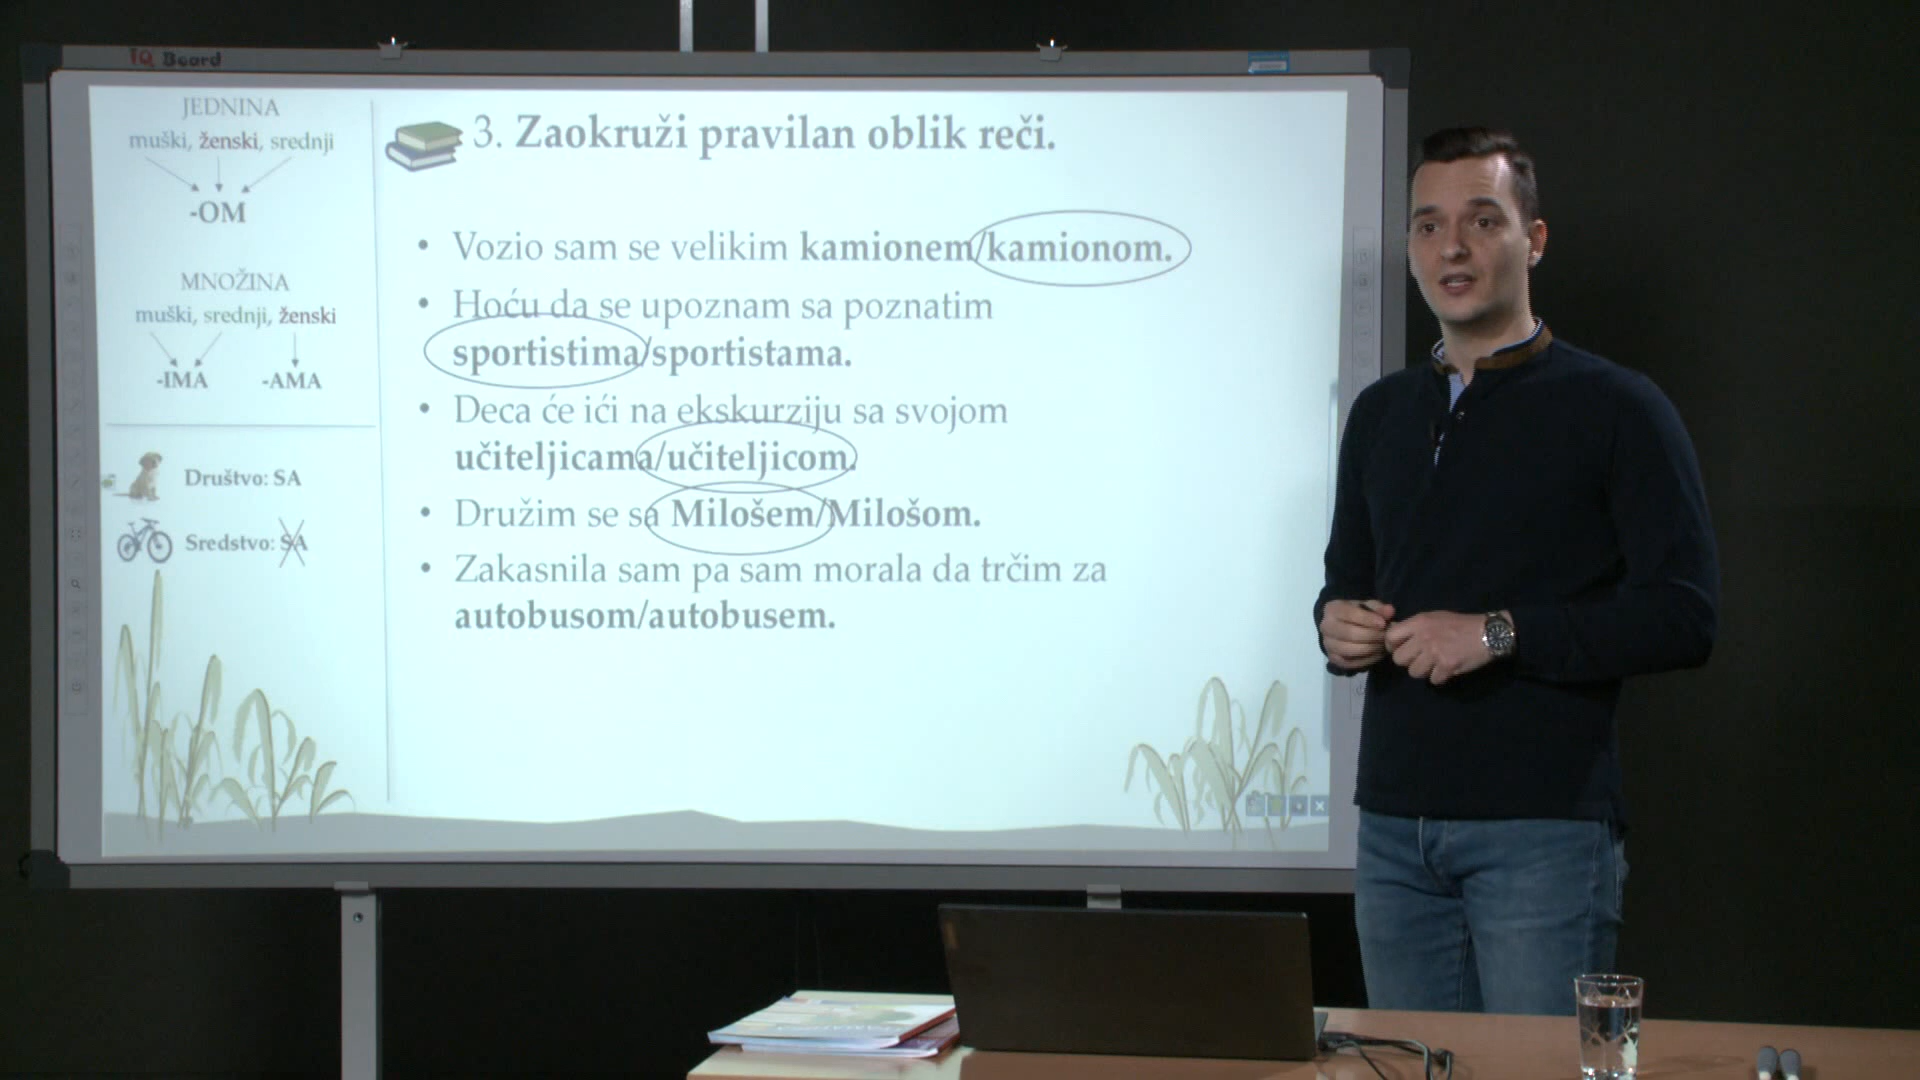 IQ Board
JEDNINA
muški, ženski, srednji
-OM
MNOŽINA
muški, srednji, ženski
-IMA -AMA
Društvo: SA
Sredstvo: SA
3. Zaokruži pravilan oblik reči.
• Vozio sam se velikim kamionem/kamionom.
• Hoću da se upoznam sa poznatim
sportistima/sportistama.
• Deca će ići na ekskurziju sa svojom
učiteljicama/učiteljicom.
• Družim se sa Milošem/Milošom.
• Zakasnila sam pa sam morala da trčim za
autobusom/autobusem.